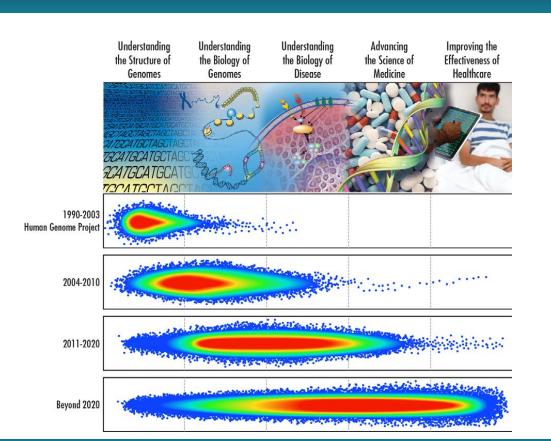 Understanding
the Structure of
Genomes
Understanding
the Biology of
Genomes
Understanding
the Biology of
Disease
Advancing
the Science of
Medicine
Improving the
Effectiveness of
Healthcare
1990-2003
Human Genome Project
2004-2010
2011-2020
Beyond 2020